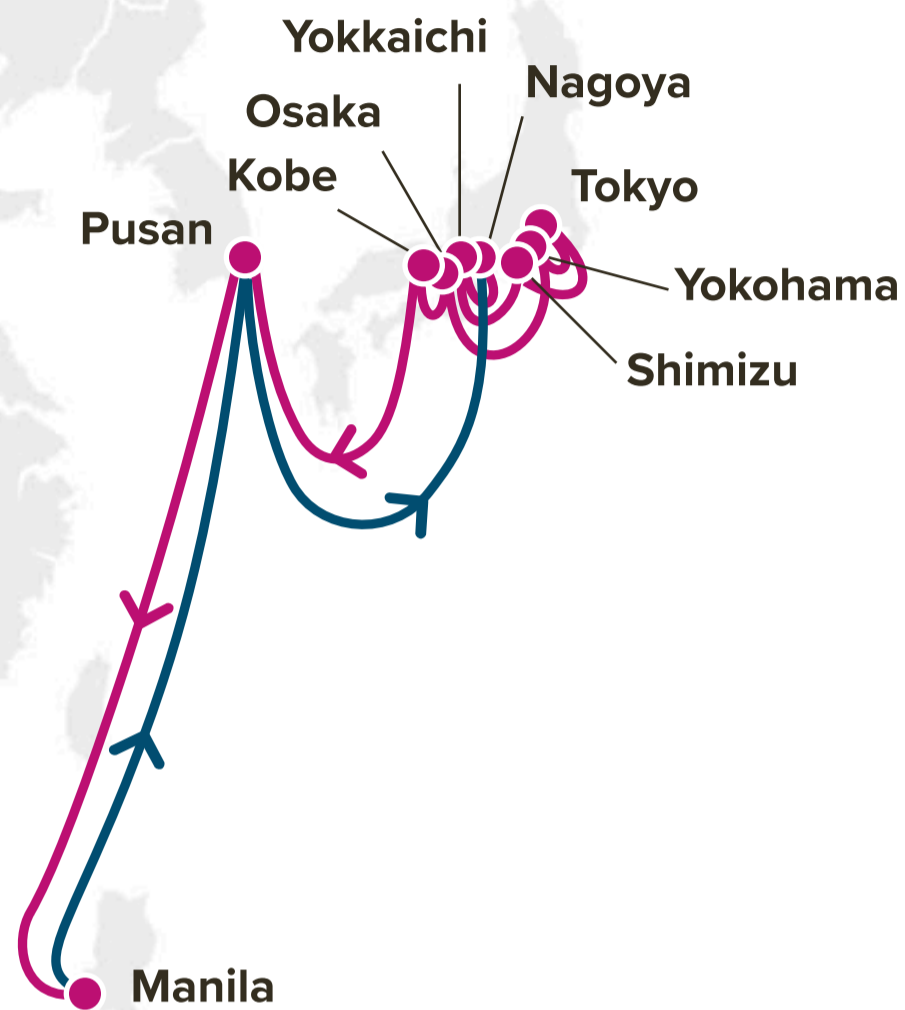 Yokkaichi
Nagoya
Osaka
Kobe
Tokyo
Pusan
Yokohama
Shimizu
Manila